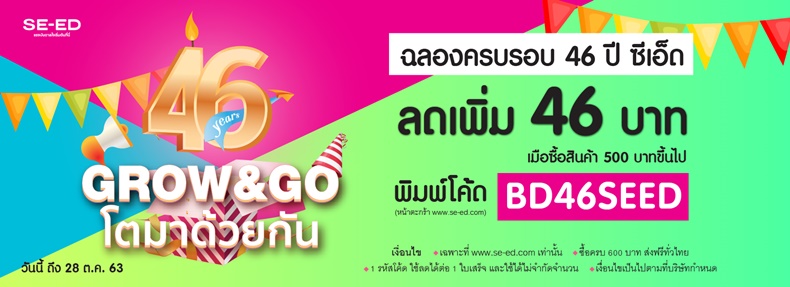 SE-ED
46
years
GROW&GO
โตมาด้วยกัน
วันนี้ ถึง 28 ต.ค. 63
ฉลองครบรอบ 46 ปี ซีเอ็ด
ลดเพิ่ม 46 บาท
เมื่อซื้อสินค้า 500 บาทขึ้นไป
พิมพ์โค้ด BD46SEED
(หน้าตะกร้า www.se-ed.com)
เงื่อนไข ◆เฉพาะที่ www.se-ed.com เท่านั้น ◆ซื้อครบ 600 บาท ส่งฟรีทั่วไทย
◆1 รหัสโค้ด ใช้ลดได้ต่อ 1 ใบเสร็จ และใช้ได้ไม่จำกัดจำนวน ◆เงื่อนไขเป็นไปตามที่บริษัทกำหนด